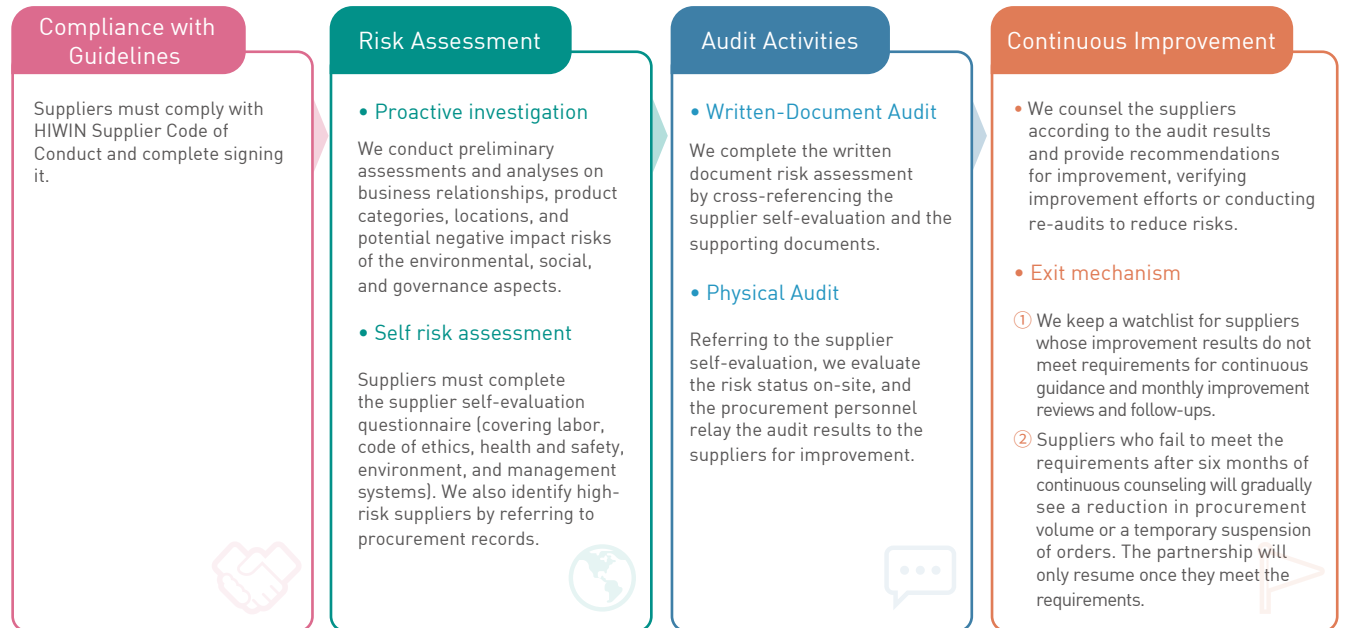 Compliance with
Guidelines
Suppliers must comply with
HIWIN Supplier Code of
Conduct and complete signing
it.
Risk Assessment
• Proactive investigation
We conduct preliminary
assessments and analyses on
business relationships, product
categories, locations, and
potential negative impact risks
of the environmental, social,
and governance aspects.
• Self risk assessment
Suppliers must complete
the supplier self-evaluation
questionnaire (covering labor,
code of ethics, health and safety,
environment, and management
systems). We also identify high-
risk suppliers by referring to
procurement records.
Audit Activities
• Written-Document Audit
We complete the written
document risk assessment
by cross-referencing the
supplier self-evaluation and the
supporting documents.
• Physical Audit
Referring to the supplier
self-evaluation, we evaluate
the risk status on-site, and
the procurement personnel
relay the audit results to the
suppliers for improvement.
Continuous Improvement
• We counsel the suppliers
according to the audit results
and provide recommendations
for improvement, verifying
improvement efforts or conducting
re-audits to reduce risks.
• Exit mechanism
① We keep a watchlist for suppliers
whose improvement results do not
meet requirements for continuous
guidance and monthly improvement
reviews and follow-ups.
② Suppliers who fail to meet the
requirements after six months of
continuous counseling will gradually
see a reduction in procurement
volume or a temporary suspension
of orders. The partnership will
only resume once they meet the
requirements.